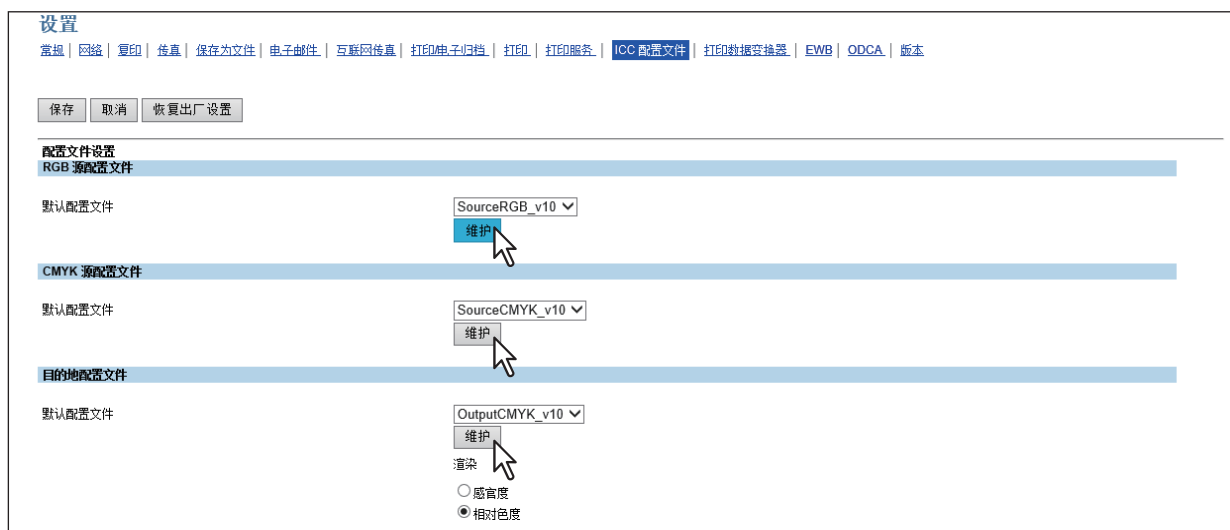 设置
常规 | 网络 | 复印 | 传真 | 保存为文件 | 电子邮件 | 互联网传真 | 打印/电子归档 | 打印 | 打印服务 | ICC 配置文件 | 打印数据变换器 | EWB | ODCA | 版本
保存 取消 恢复出厂设置
配置文件设置
RGB 源配置文件
默认配置文件 SourceRGB_v10
维护
CMYK 源配置文件
默认配置文件 SourceCMYK_v10
维护
目的地配置文件
默认配置文件 OutputCMYK_v10
维护
渲染
感官度
相对色度